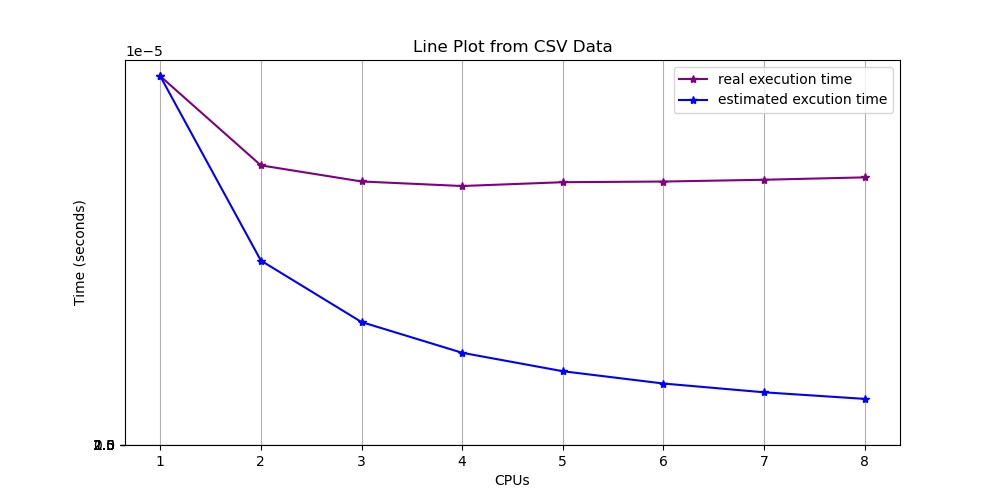 Line Plot from CSV Data
1e−5
real execution time
estimated excution time
Time (seconds)
1 2 3 4 5 6 7 8
CPUs